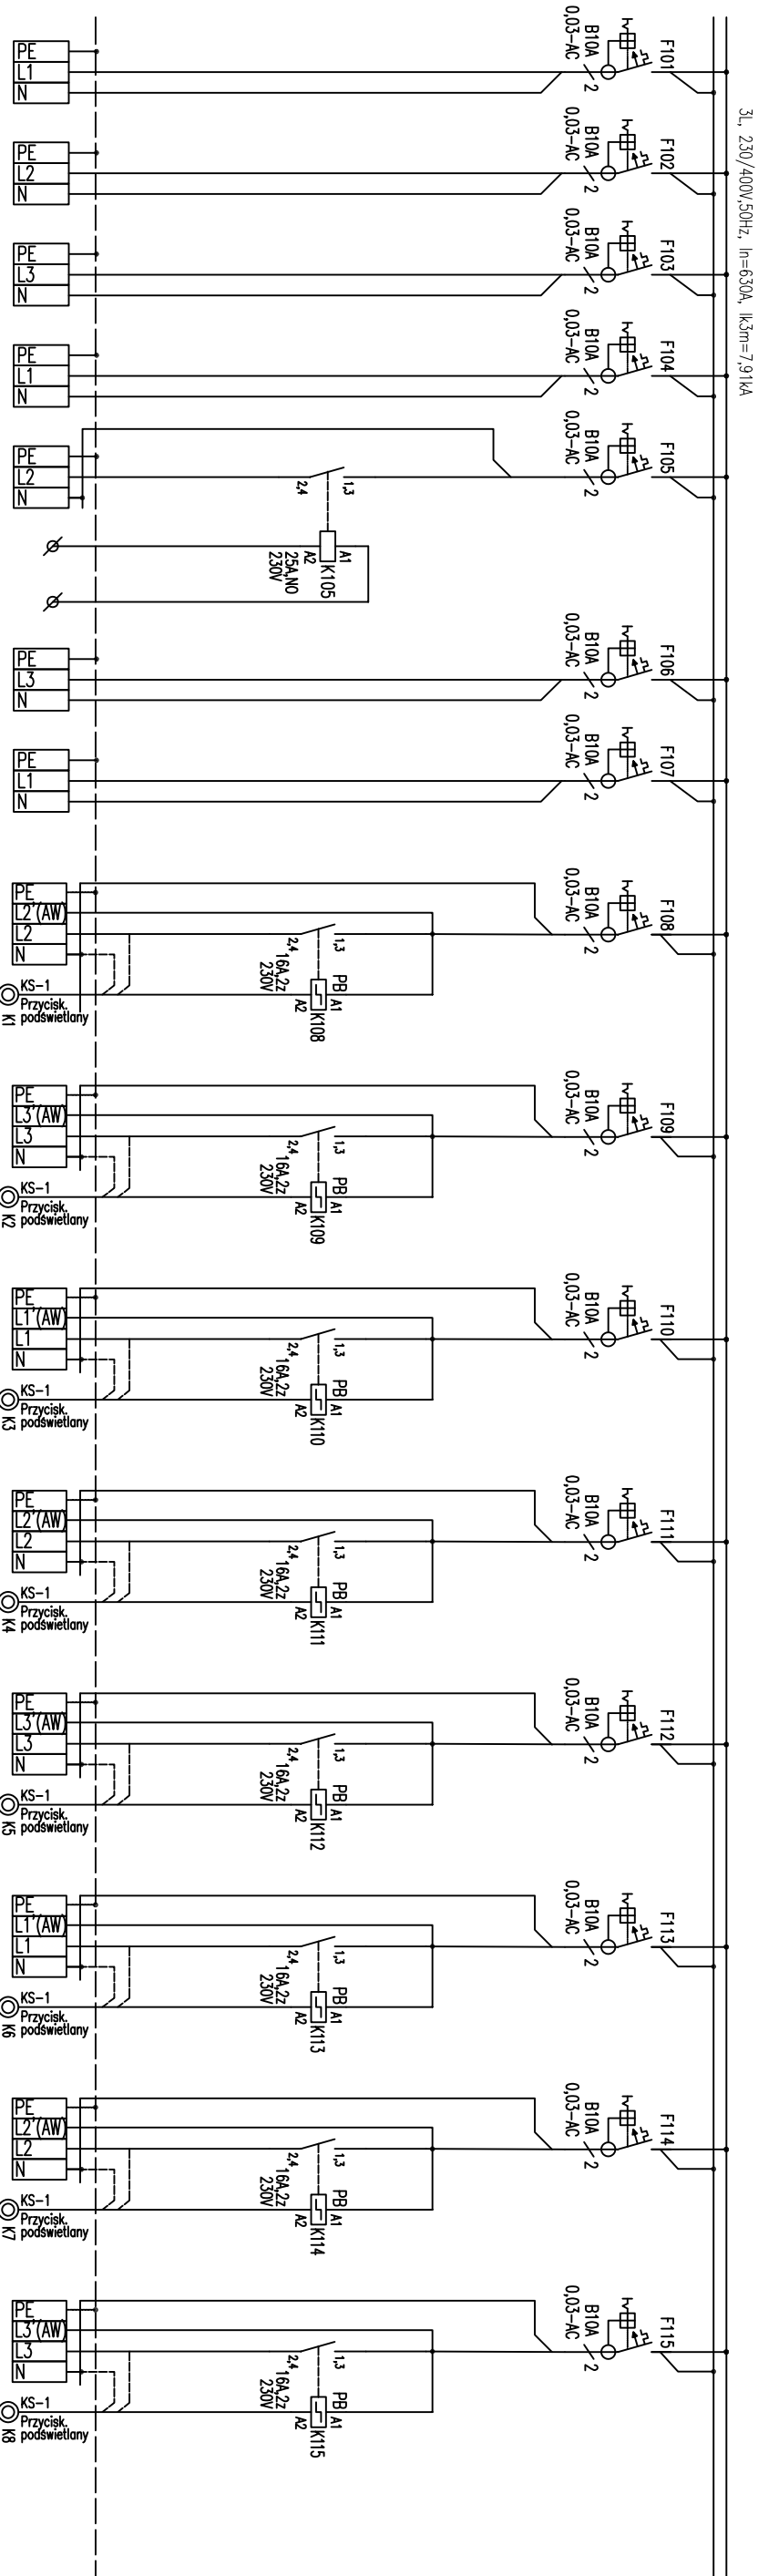 3L, 230/400V,50Hz, In=630A, Ik3m=7,91kA
F101
B10A
0,03-AC
2
PE
L1
N
F102
B10A
0,03-AC
2
PE
L2
N
F103
B10A
0,03-AC
2
PE
L3
N
F104
B10A
0,03-AC
2
PE
L1
N
F105
B10A
0,03-AC
2
1,3
2,4
A1
K105
A2
25A,NO
230V
PE
L2
N
F106
B10A
0,03-AC
2
PE
L3
N
F107
B10A
0,03-AC
2
PE
L1
N
F108
B10A
0,03-AC
2
1,3
2,4
PB
A1
K108
A2
16A,2z
230V
PE
L2'(AW)
L2
N
KS-1
Przycisk.
podświetlany
K1
F109
B10A
0,03-AC
2
1,3
2,4
PB
A1
K109
A2
16A,2z
230V
PE
L3'(AW)
L3
N
KS-1
Przycisk.
podświetlany
K2
F110
B10A
0,03-AC
2
1,3
2,4
PB
A1
K110
A2
16A,2z
230V
PE
L1'(AW)
L1
N
KS-1
Przycisk.
podświetlany
K3
F111
B10A
0,03-AC
2
1,3
2,4
PB
A1
K111
A2
16A,2z
230V
PE
L2'(AW)
L2
N
KS-1
Przycisk.
podświetlany
K4
F112
B10A
0,03-AC
2
1,3
2,4
PB
A1
K112
A2
16A,2z
230V
PE
L3'(AW)
L3
N
KS-1
Przycisk.
podświetlany
K5
F113
B10A
0,03-AC
2
1,3
2,4
PB
A1
K113
A2
16A,2z
230V
PE
L1'(AW)
L1
N
KS-1
Przycisk.
podświetlany
K6
F114
B10A
0,03-AC
2
1,3
2,4
PB
A1
K114
A2
16A,2z
230V
PE
L2'(AW)
L2
N
KS-1
Przycisk.
podświetlany
K7
F115
B10A
0,03-AC
2
1,3
2,4
PB
A1
K115
A2
16A,2z
230V
PE
L3'(AW)
L3
N
KS-1
Przycisk.
podświetlany
K8